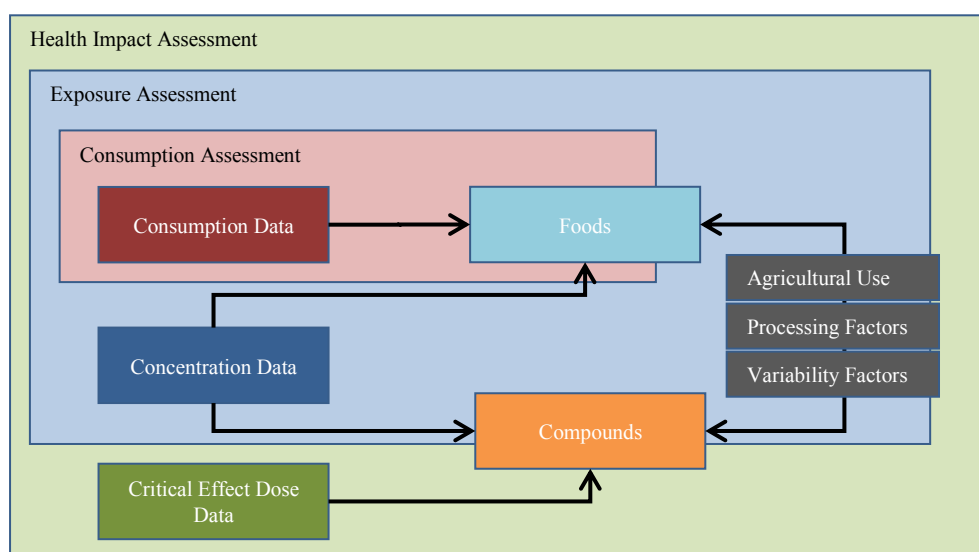 Health Impact Assessment
Exposure Assessment
Consumption Assessment
Consumption Data
Foods
Agricultural Use
Processing Factors
Variability Factors
Concentration Data
Compounds
Critical Effect Dose
Data